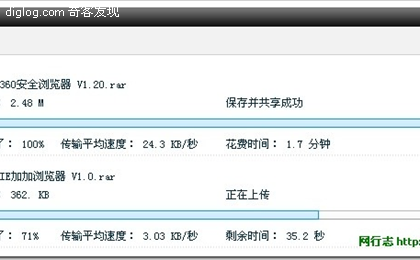 diglog.com 奇客发现
360安全浏览器 V1.20.rar
: 2.48 M 保存并共享成功
了: 100% 传输平均速度: 24.3 KB/秒 花费时间: 1.7 分钟
IE加加浏览器 V1.0.rar
: 362. KB 正在上传
了: 71% 传输平均速度: 3.03 KB/秒 剩余时间: 35.2 秒
网行志 http: